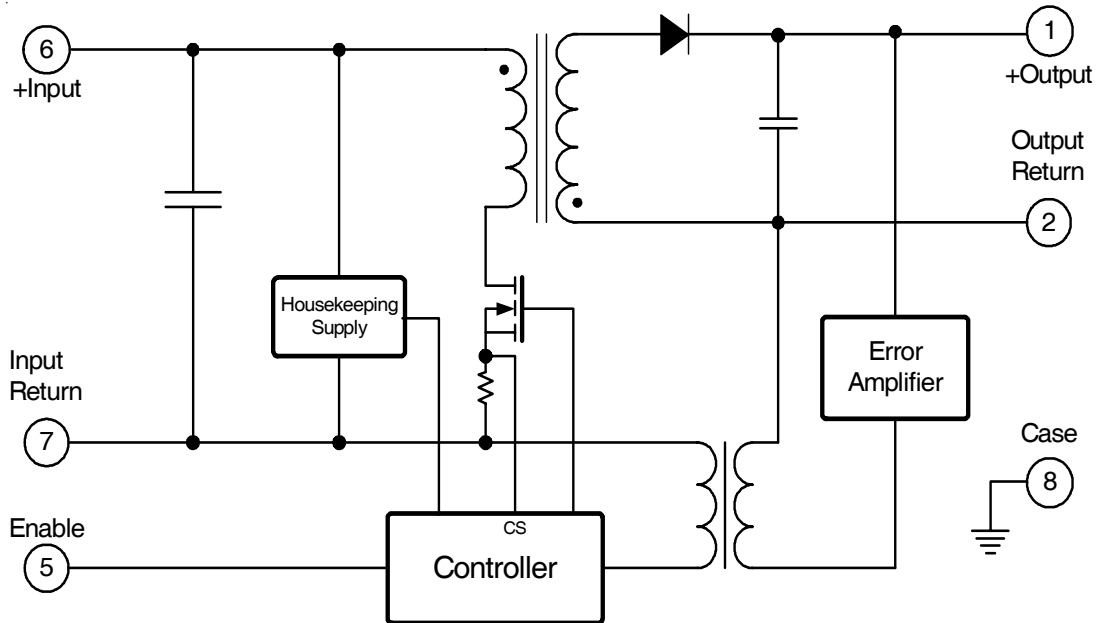 6
+Input
1
+Output
Output
Return
2
Housekeeping
Supply
Error
Amplifier
Input
Return
7
Case
8
Enable
5
CS
Controller